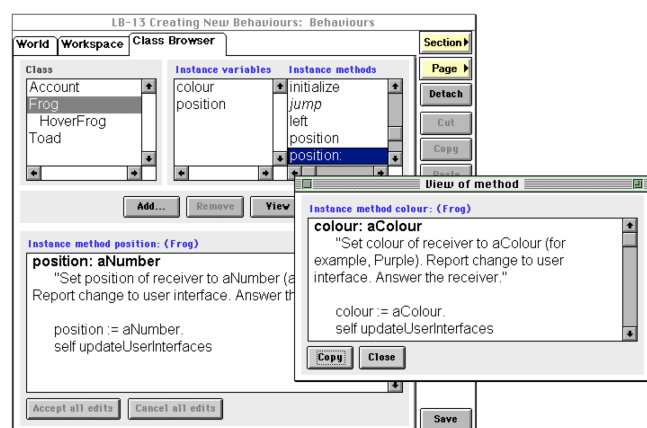 LB-13 Creating New Behaviours: Behaviours
World Workspace Class Browser
Section
Page
Detach
Cut
Copy
Class
Account
Frog
HoverFrog
Toad
Instance variables
colour
position
Instance methods
initialize
jump
left
position
position:
Add... Remove View
Instance method position: (Frog)
position: aNumber
"Set position of receiver to aNumber (a
Report change to user interface. Answer th
position := aNumber.
self updateUserInterfaces
Accept all edits Cancel all edits
Save
View of method
Instance method colour: (Frog)
colour: aColour
"Set colour of receiver to aColour (for
example, Purple). Report change to user
interface. Answer the receiver."
colour := aColour.
self updateUserInterfaces
Copy Close